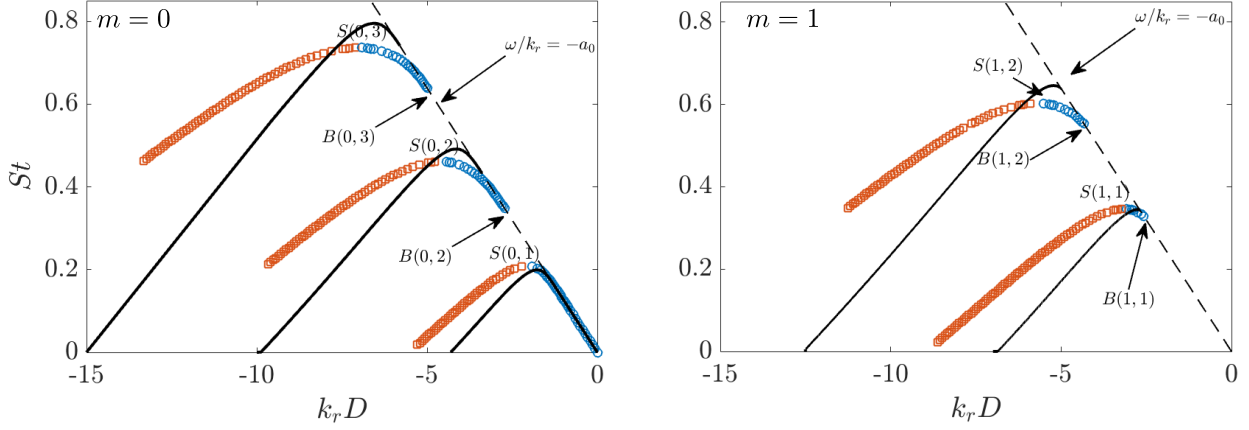 m = 0
0.8
0.6
0.4
0.2
0
St
-15
-10
-5
0
k_rD
S(0, 3)
ω/k_r = −a_0
B(0, 3)
S(0, 2)
B(0, 2)
S(0, 1)
m = 1
0.8
0.6
0.4
0.2
0
-15
-10
-5
0
k_rD
ω/k_r = −a_0
S(1, 2)
B(1, 2)
S(1, 1)
B(1, 1)